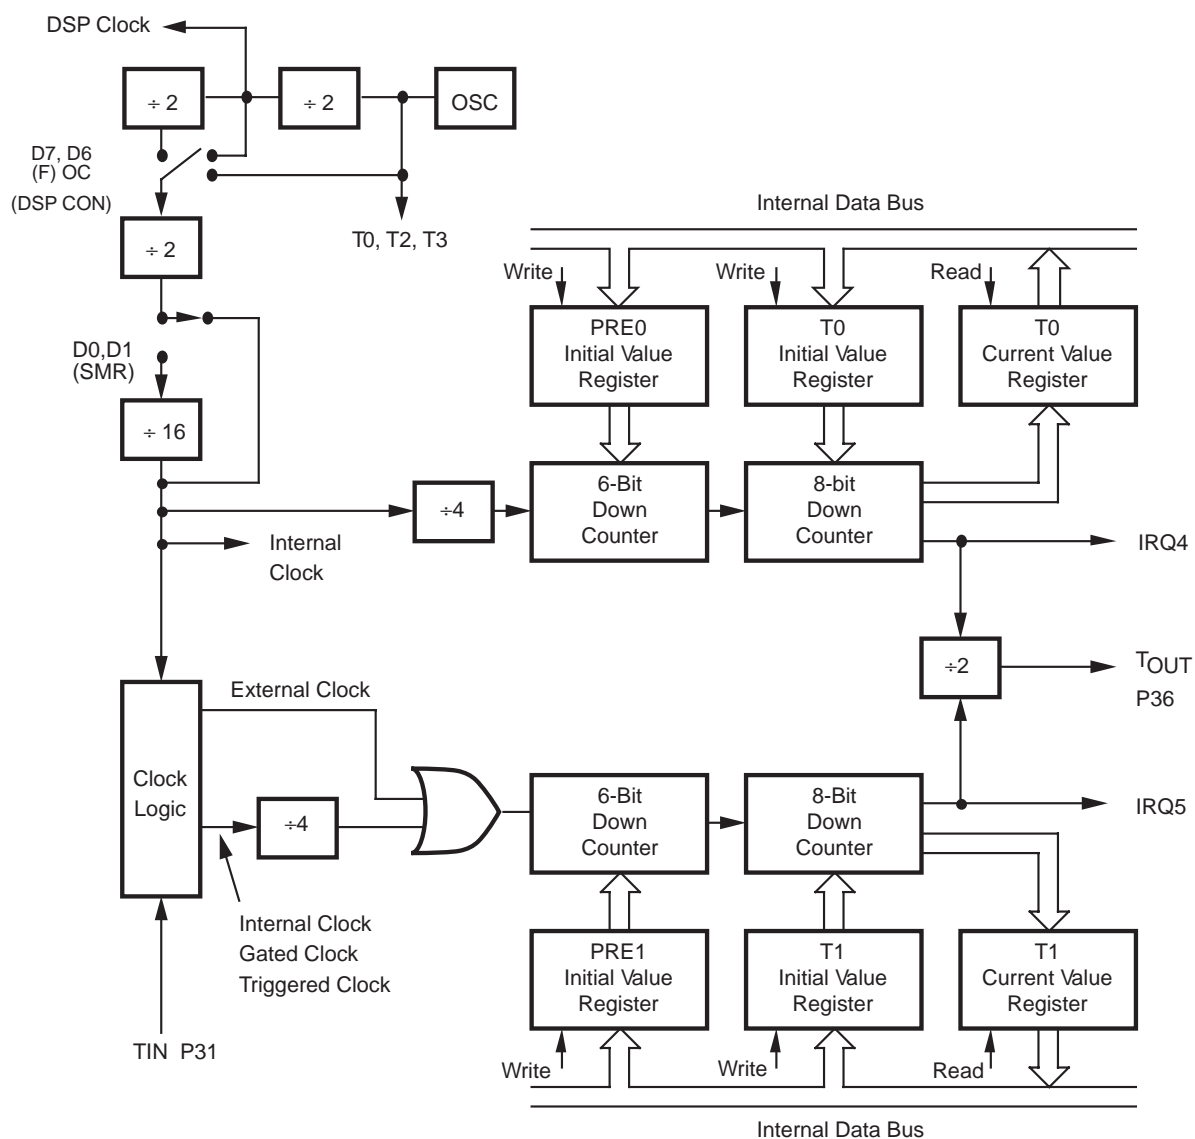 DSP Clock
÷ 2
÷ 2
OSC
D7, D6
(F) OC
(DSP CON)
÷ 2
T0, T2, T3
Internal Data Bus
Write
Write
Read
PRE0
Initial Value
Register
T0
Initial Value
Register
T0
Current Value
Register
D0,D1
(SMR)
÷ 16
÷4
6-Bit
Down
Counter
8-bit
Down
Counter
Internal
Clock
IRQ4
÷2
TOUT
P36
External Clock
Clock
Logic
÷4
6-Bit
Down
Counter
8-Bit
Down
Counter
IRQ5
Internal Clock
Gated Clock
Triggered Clock
PRE1
Initial Value
Register
T1
Initial Value
Register
T1
Current Value
Register
TIN P31
Write
Write
Read
Internal Data Bus